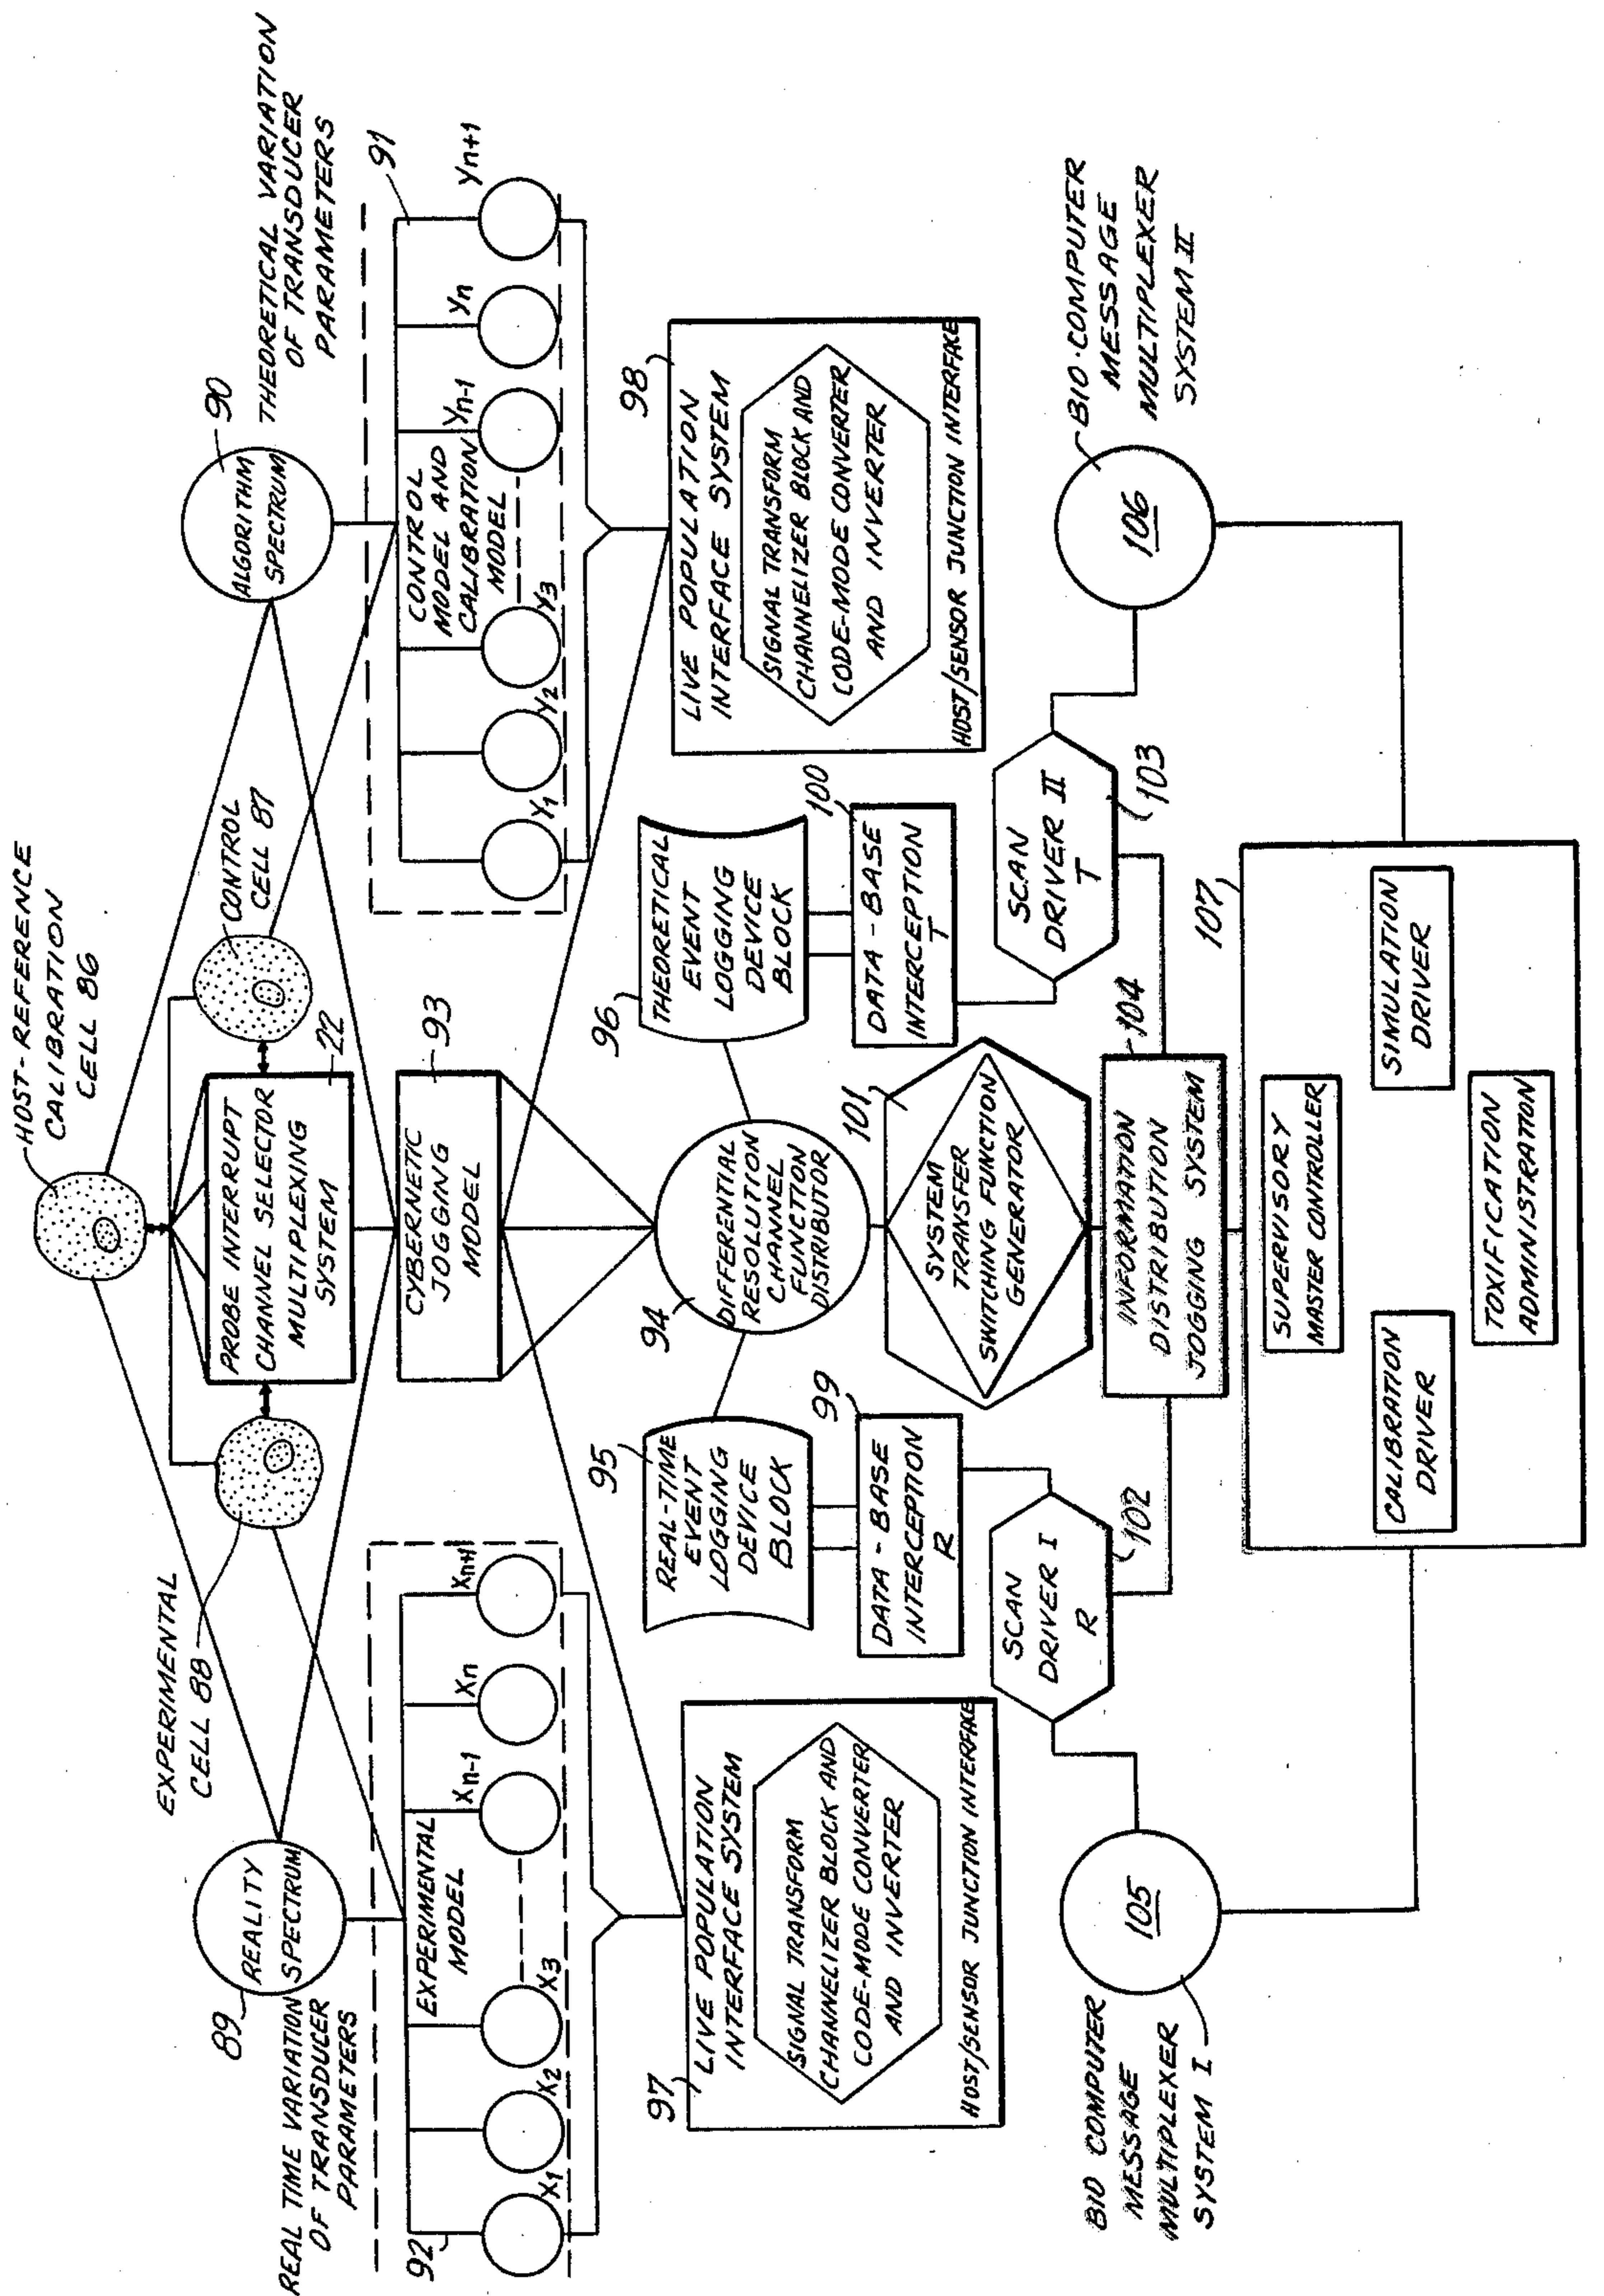 HOST-REFERENCE
CALIBRATION
CELL 86
EXPERIMENTAL
CELL 88
CONTROL
CELL 87
89
REALITY
SPECTRUM
REAL TIME VARIATION
OF TRANSDUCER
PARAMETERS
PROBE INTERRUPT
CHANNEL SELECTOR
MULTIPLEXING
SYSTEM
22
90
ALGORITHM
SPECTRUM
THEORETICAL VARIATION
OF TRANSDUCER
PARAMETERS
92
EXPERIMENTAL
MODEL
X1
X2
X3
Xn-1
Xn
Xn+1
CYBERNETIC
JOGGING
MODEL
93
CONTROL
MODEL AND
CALIBRATION
MODEL
Y1
Y2
Y3
Yn-1
Yn
Yn+1
91
97
LIVE POPULATION
INTERFACE SYSTEM
SIGNAL TRANSFORM
CHANNELIZER BLOCK AND
CODE-MODE CONVERTER
AND INVERTER
HOST/SENSOR JUNCTION INTERFACE
95
REAL-TIME
EVENT
LOGGING
DEVICE
BLOCK
94
DIFFERENTIAL
RESOLUTION
CHANNEL
FUNCTION
DISTRIBUTOR
96
THEORETICAL
EVENT
LOGGING
DEVICE
BLOCK
98
LIVE POPULATION
INTERFACE SYSTEM
SIGNAL TRANSFORM
CHANNELIZER BLOCK AND
CODE-MODE CONVERTER
AND INVERTER
HOST/SENSOR JUNCTION INTERFACE
99
DATA-BASE
INTERCEPTION
R
101
SYSTEM
TRANSFER
SWITCHING FUNCTION
GENERATOR
100
DATA-BASE
INTERCEPTION
T
SCAN
DRIVER I
R
102
INFORMATION
DISTRIBUTION
JOGGING SYSTEM
104
SCAN
DRIVER II
T
103
105
BIO COMPUTER
MESSAGE
MULTIPLEXER
SYSTEM I
106
BIO-COMPUTER
MESSAGE
MULTIPLEXER
SYSTEM II
107
SUPERVISORY
MASTER CONTROLLER
CALIBRATION
DRIVER
SIMULATION
DRIVER
TOXIFICATION
ADMINISTRATION